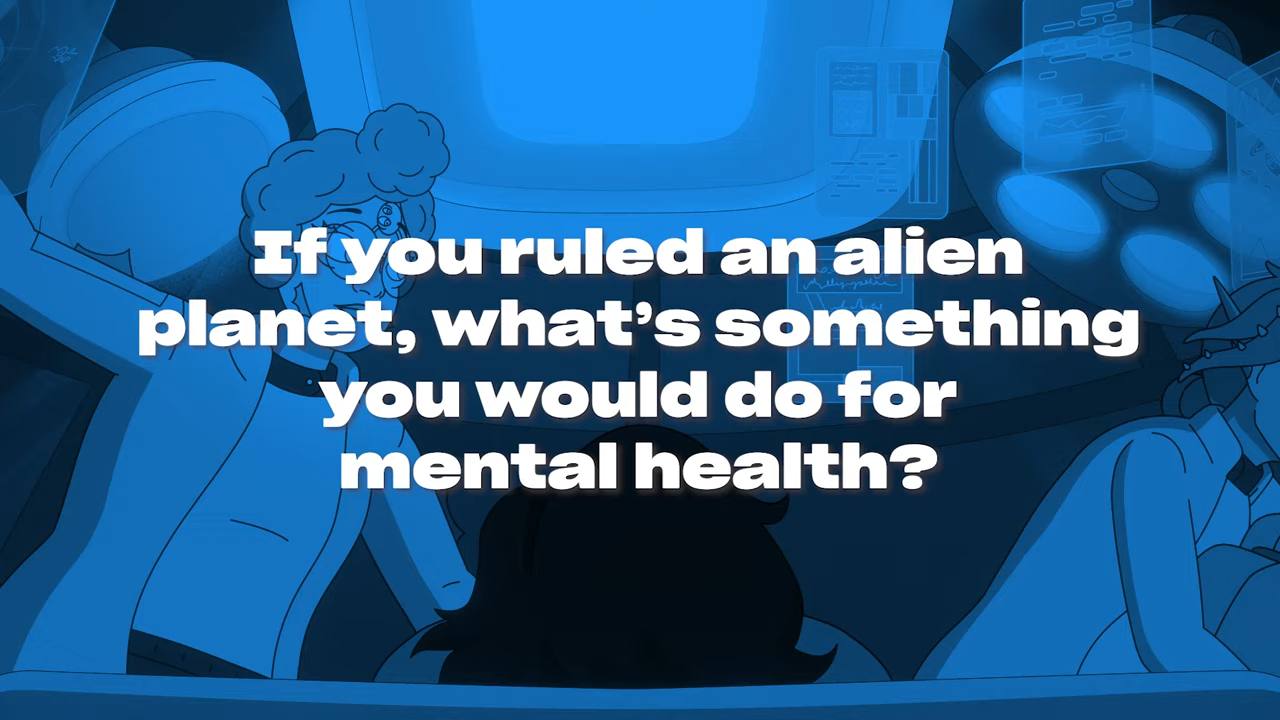 If you ruled an alien
planet, what’s something
you would do for
mental health?